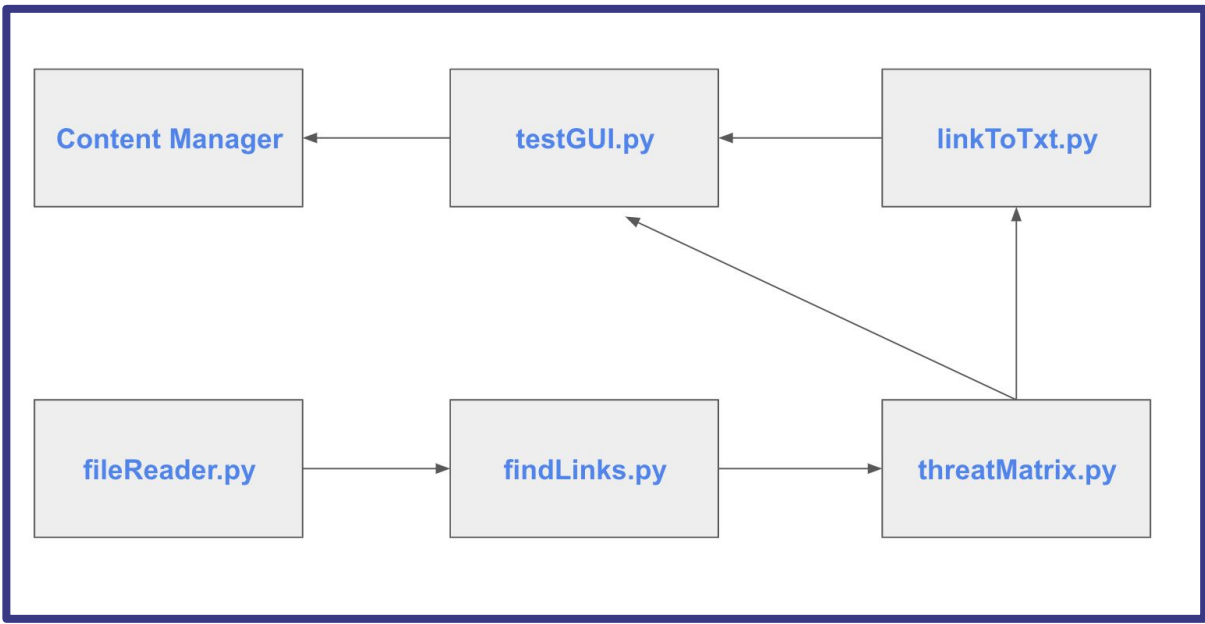 Content Manager
testGUI.py
linkToTxt.py
fileReader.py
findLinks.py
threatMatrix.py